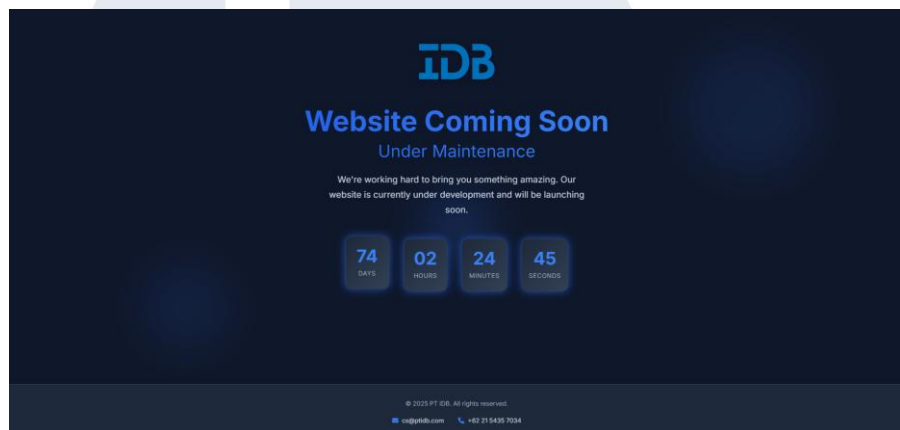 IDB
Website Coming Soon
Under Maintenance
We're working hard to bring you something amazing. Our
website is currently under development and will be launching
soon.
74 02 24 45
DAYS HOURS MINUTES SECONDS
© 2025 PT IDB. All rights reserved.
cs@ptidb.com +62 21 5435 7034